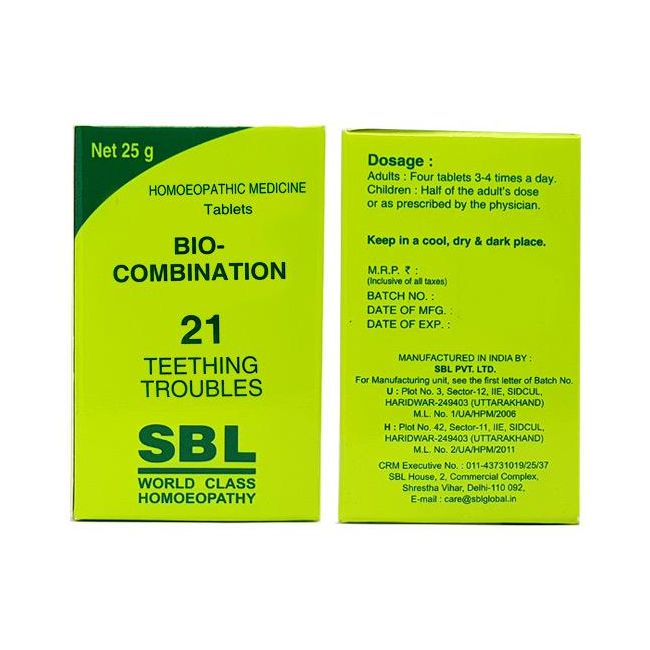 Net 25 g
HOMOEOPATHIC MEDICINE
Tablets
BIO-
COMBINATION
21
TEETHING
TROUBLES
SBL
WORLD CLASS
HOMOEOPATHY
Dosage :
Adults : Four tablets 3-4 times a day.
Children : Half of the adult's dose
or as prescribed by the physician.
Keep in a cool, dry & dark place.
M.R.P. ₹ :
(Inclusive of all taxes)
BATCH NO. :
DATE OF MFG. :
DATE OF EXP. :
MANUFACTURED IN INDIA BY :
SBL PVT. LTD.
For Manufacturing unit, see the first letter of Batch No.
U : Plot No. 3, Sector-12, IIE, SIDCUL,
HARIDWAR-249403 (UTTARAKHAND)
M.L. No. 1/UA/HPM/2006
H : Plot No. 42, Sector-11, IIE, SIDCUL,
HARIDWAR-249403 (UTTARAKHAND)
M.L. No. 2/UA/HPM/2011
CRM Executive No. : 011-43731019/25/37
SBL House, 2, Commercial Complex,
Shrestha Vihar, Delhi-110 092,
E-mail : care@sblglobal.in